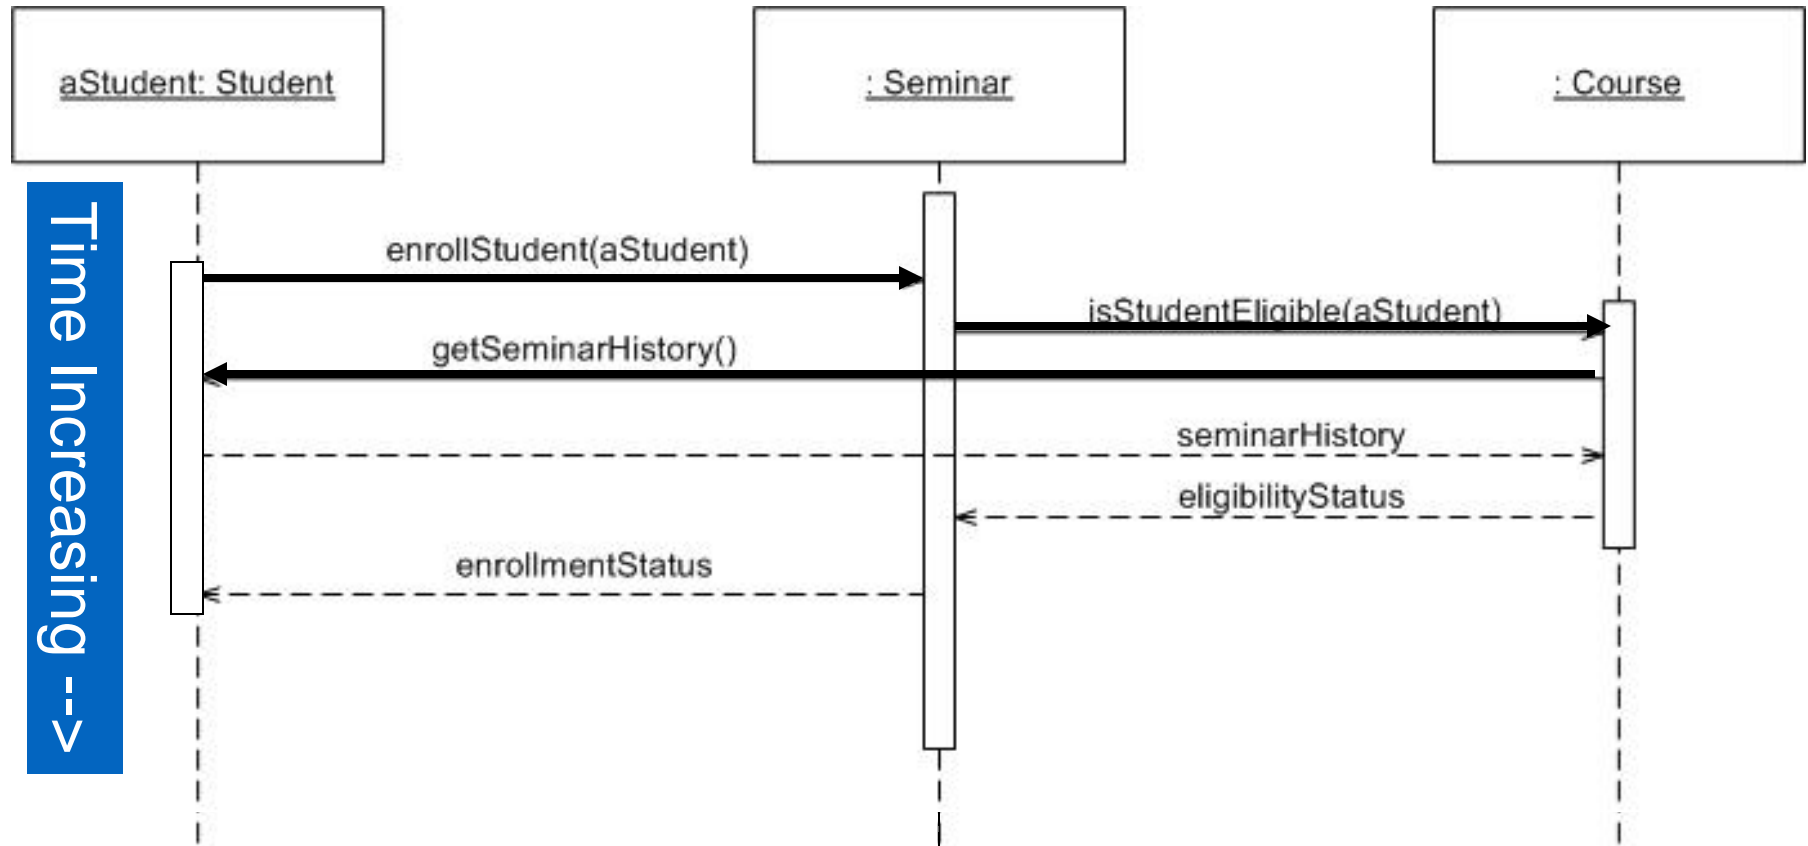 aStudent: Student
: Seminar
: Course
Time Increasing -->
enrollStudent(aStudent)
isStudentEligible(aStudent)
getSeminarHistory()
seminarHistory
eligibilityStatus
enrollmentStatus